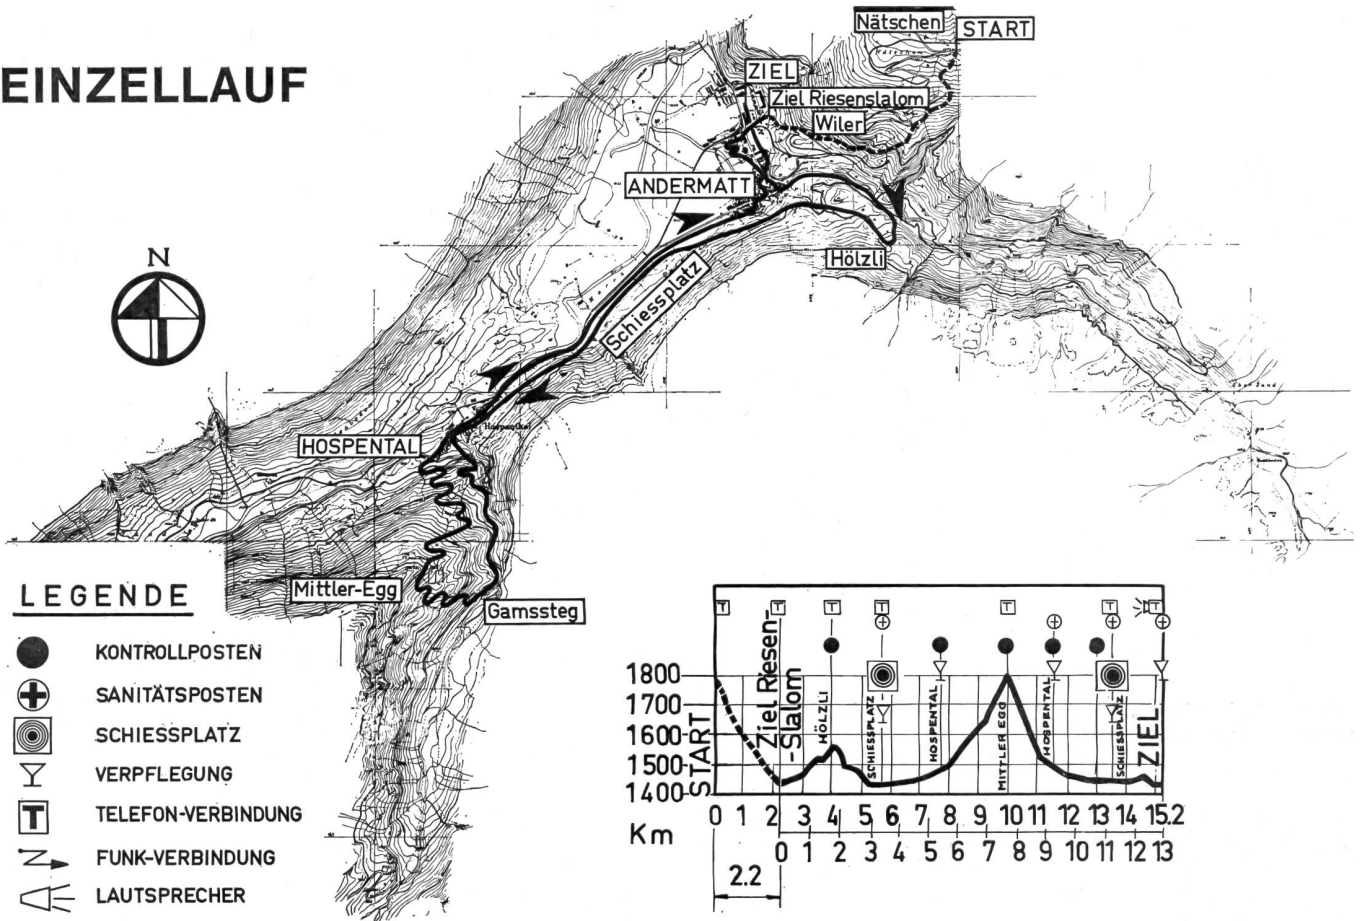 EINZELLAUF
Nätschen
START
ZIEL
Ziel Riesenslalom
Wiler
ANDERMATT
Hölzli
Schiessplatz
N
HOSPENTAL
Hospental
Mittler-Egg
Gamssteg
LEGENDE
KONTROLLPOSTEN
SANITÄTSPOSTEN
SCHIESSPLATZ
VERPFLEGUNG
T TELEFON-VERBINDUNG
FUNK-VERBINDUNG
LAUTSPRECHER
T T T T T T T
1800
1700
1600
1500
1400
START
Ziel Riesen-
-Slalom
HÖLZLI
SCHIESSPLATZ
HOSPENTAL
MITTLER EGG
HOSPENTAL
SCHIESSPLATZ
ZIEL
0 1 2 3 4 5 6 7 8 9 10 11 12 13 14 15.2
Km
0 1 2 3 4 5 6 7 8 9 10 11 12 13
2.2